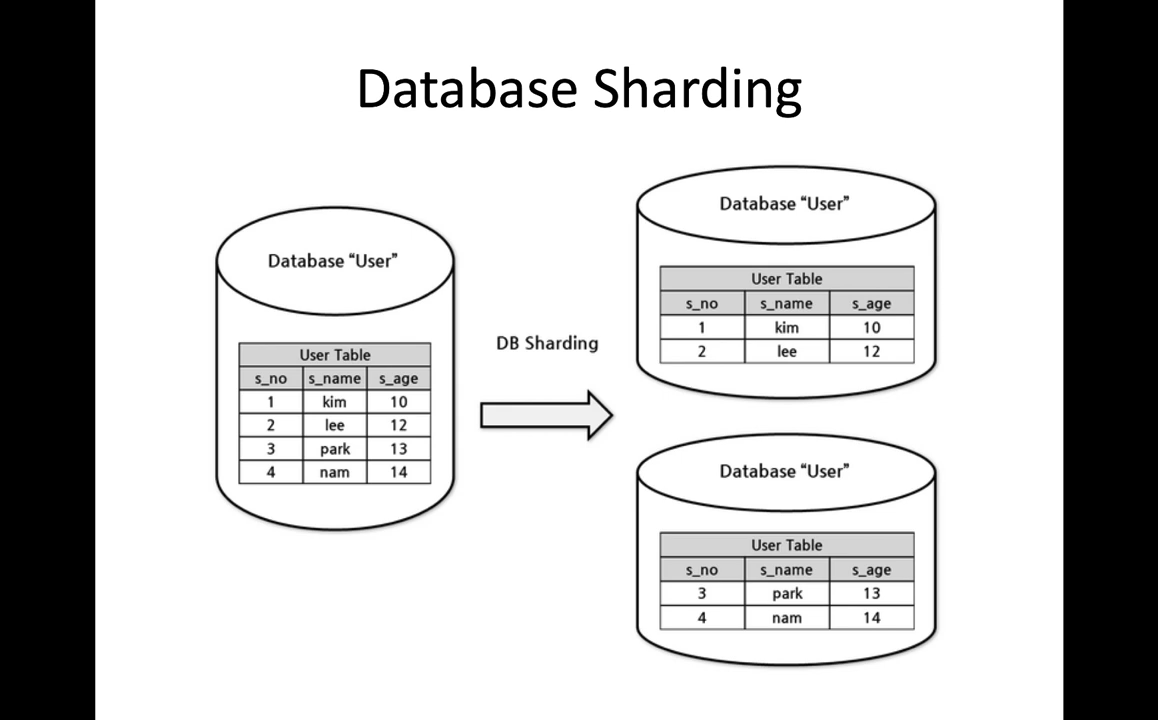 Database Sharding
Database “User”
User Table
s_no s_name s_age
1 kim 10
2 lee 12
3 park 13
4 nam 14
DB Sharding
Database “User”
User Table
s_no s_name s_age
1 kim 10
2 lee 12
Database “User”
User Table
s_no s_name s_age
3 park 13
4 nam 14